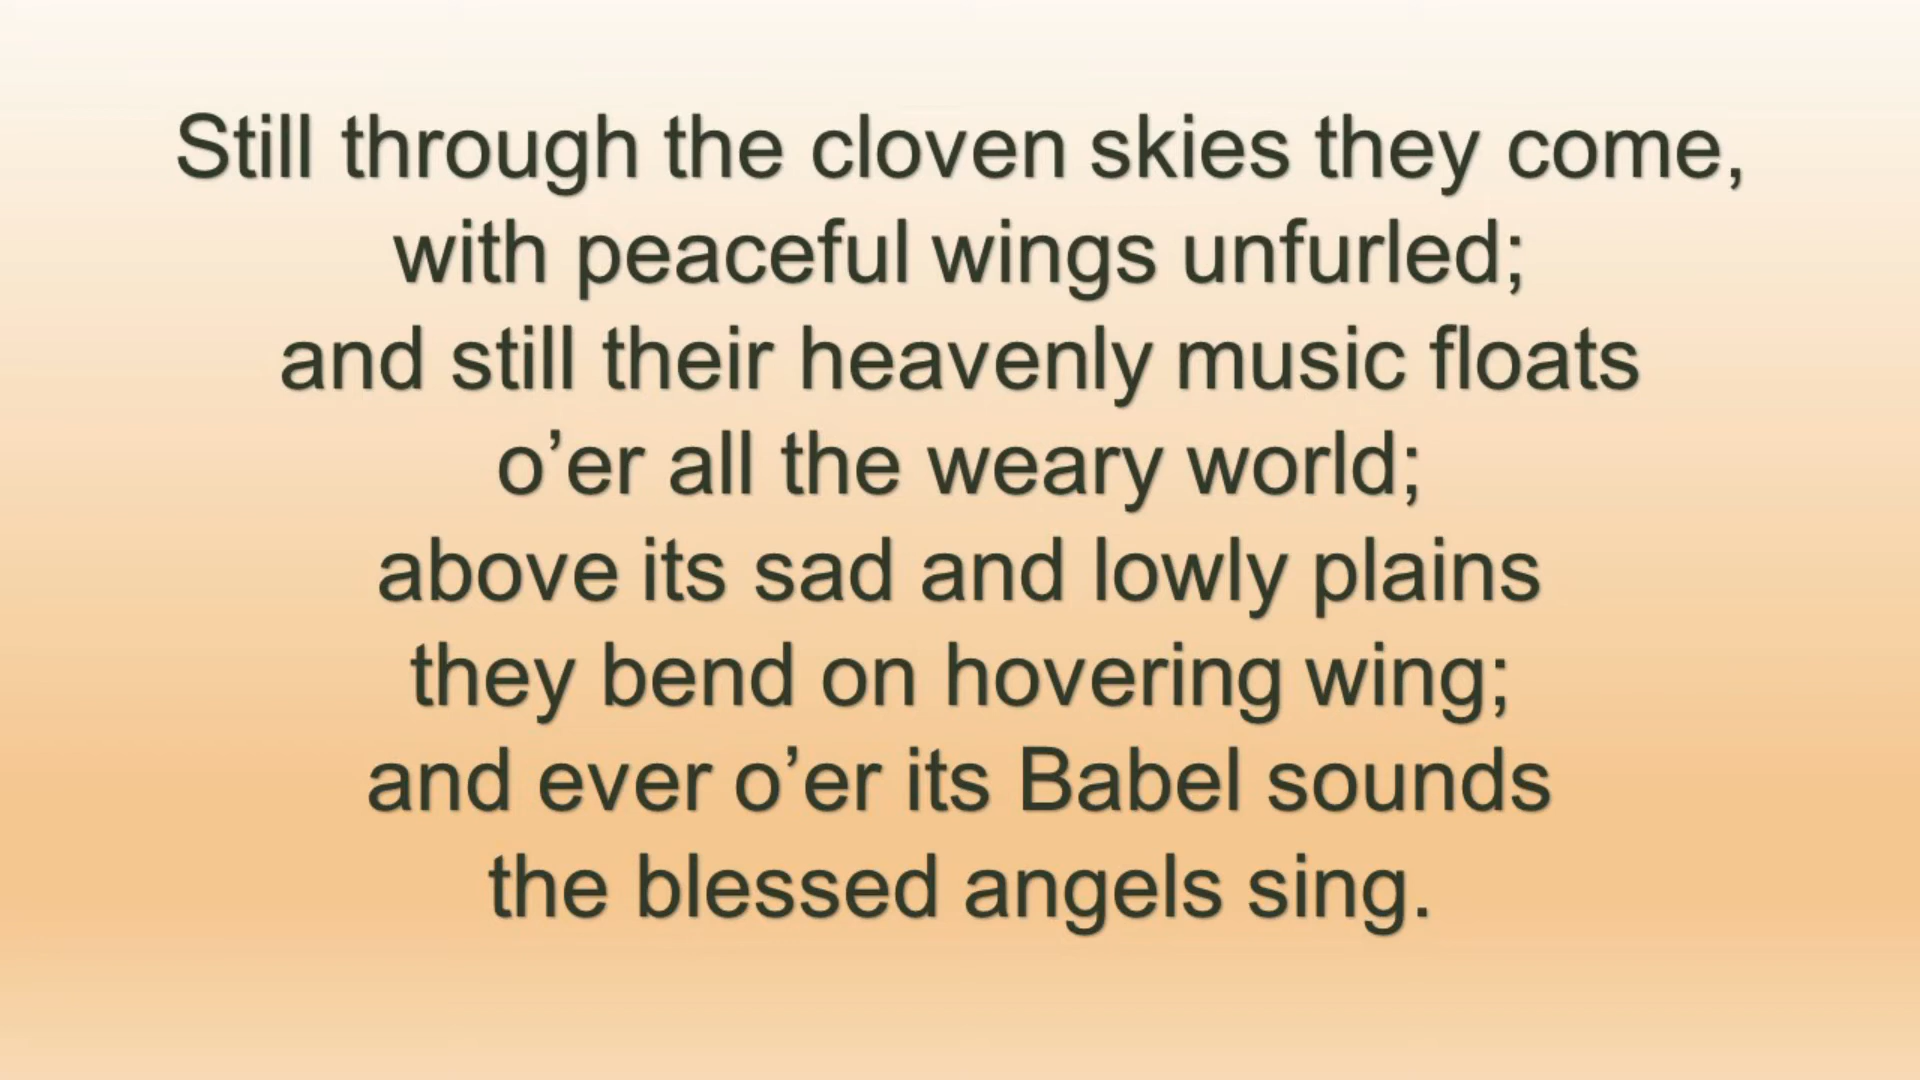 Still through the cloven skies they come,
with peaceful wings unfurled;
and still their heavenly music floats
o’er all the weary world;
above its sad and lowly plains
they bend on hovering wing;
and ever o’er its Babel sounds
the blessed angels sing.